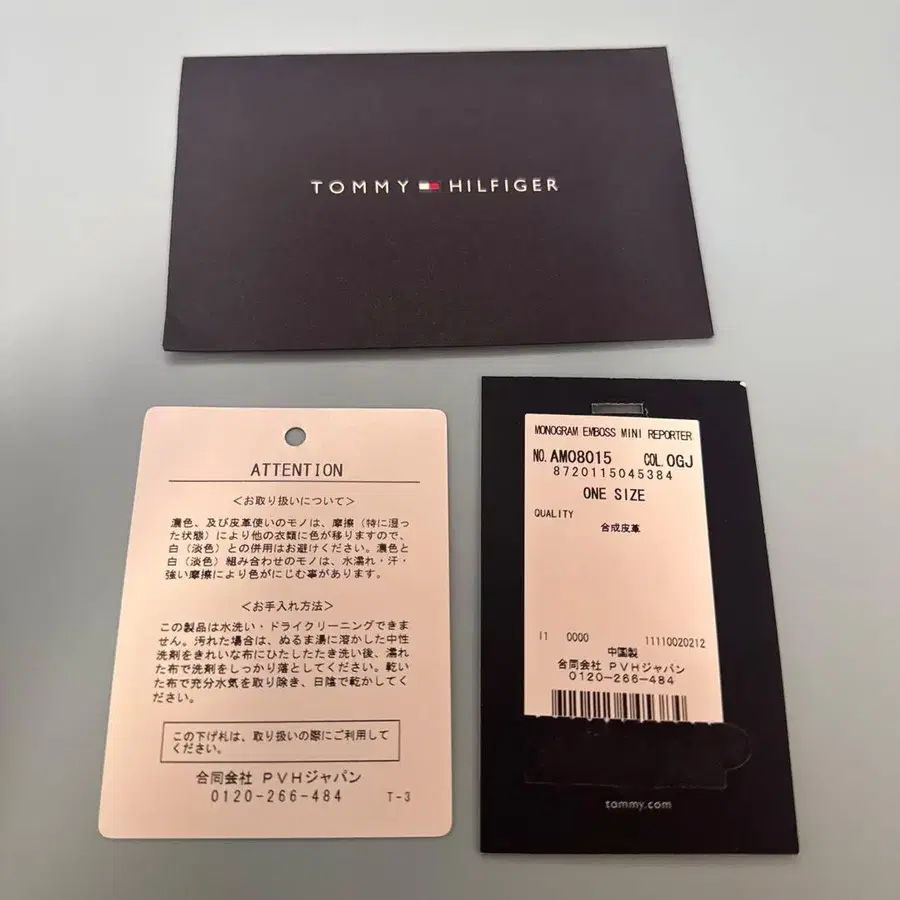 TOMMY HILFIGER
ATTENTION
<お取り扱いについて>
濃色、及び皮革使いのモノは、摩擦（特に湿っ
た状態）により他の衣類に色が移りますので、
白（淡色）との併用はお避けください。濃色と
白（淡色）組み合わせのモノは、水濡れ・汗・
強い摩擦により色がにじむ事があります。
<お手入れ方法>
この製品は水洗い・ドライクリーニングできま
せん。汚れた場合は、ぬるま湯に溶かした中性
洗剤をきれいな布にひたしたたき洗い後、濡れ
た布で洗剤をしっかり落としてください。乾い
た布で充分水気を取り除き、日陰で乾かしてく
ださい。
この下げ札は、取り扱いの際にご利用して
ください。
合同会社 PVHジャパン
0120-266-484 T-3
MONOGRAM EMBOSS MINI REPORTER
NO. AM08015 COL. 0GJ
8720115045384
ONE SIZE
QUALITY
合成皮革
I1 0000 11110020212
中国製
合同会社 PVHジャパン
0120-266-484
tommy.com